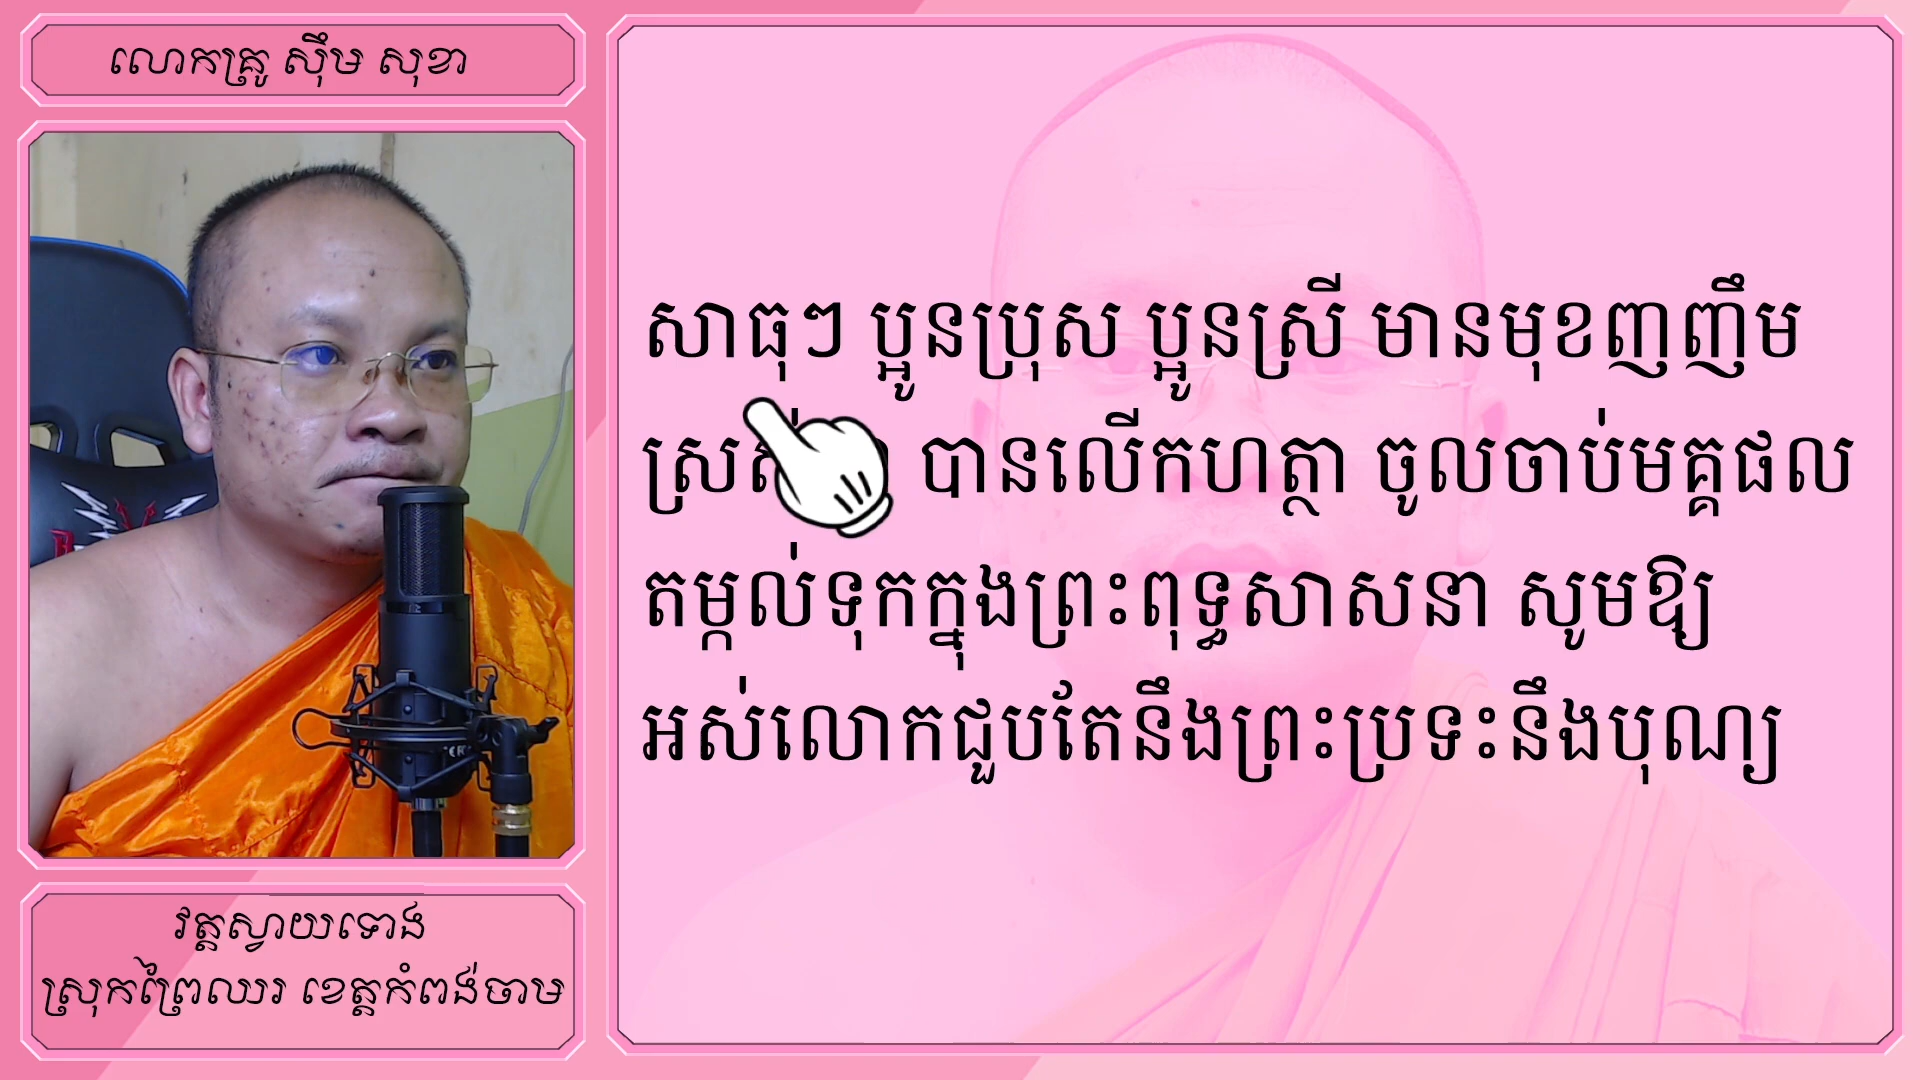 លោកគ្រូ ស៊ឹម សុខា
សាធុៗ ប្អូនប្រុស ប្អូនស្រី មានមុខញញឹម
បានលើកហត្ថា ចូលចាប់មគ្គផល
តម្កល់ទុកក្នុងព្រះពុទ្ធសាសនា សូមឱ្យ
អស់លោកជួបតែនឹងព្រះប្រទះនឹងបុណ្យ
វត្តស្វាយទោង
ស្រុកព្រៃឈរ ខេត្តកំពង់ចាម